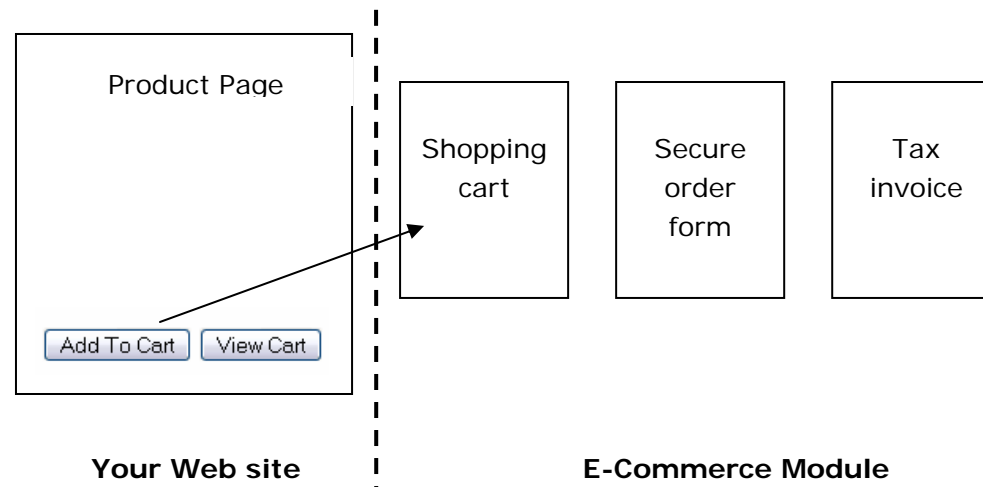 Product Page
Shopping
cart
Secure
order
form
Tax
invoice
Add To Cart
View Cart
Your Web site
E-Commerce Module